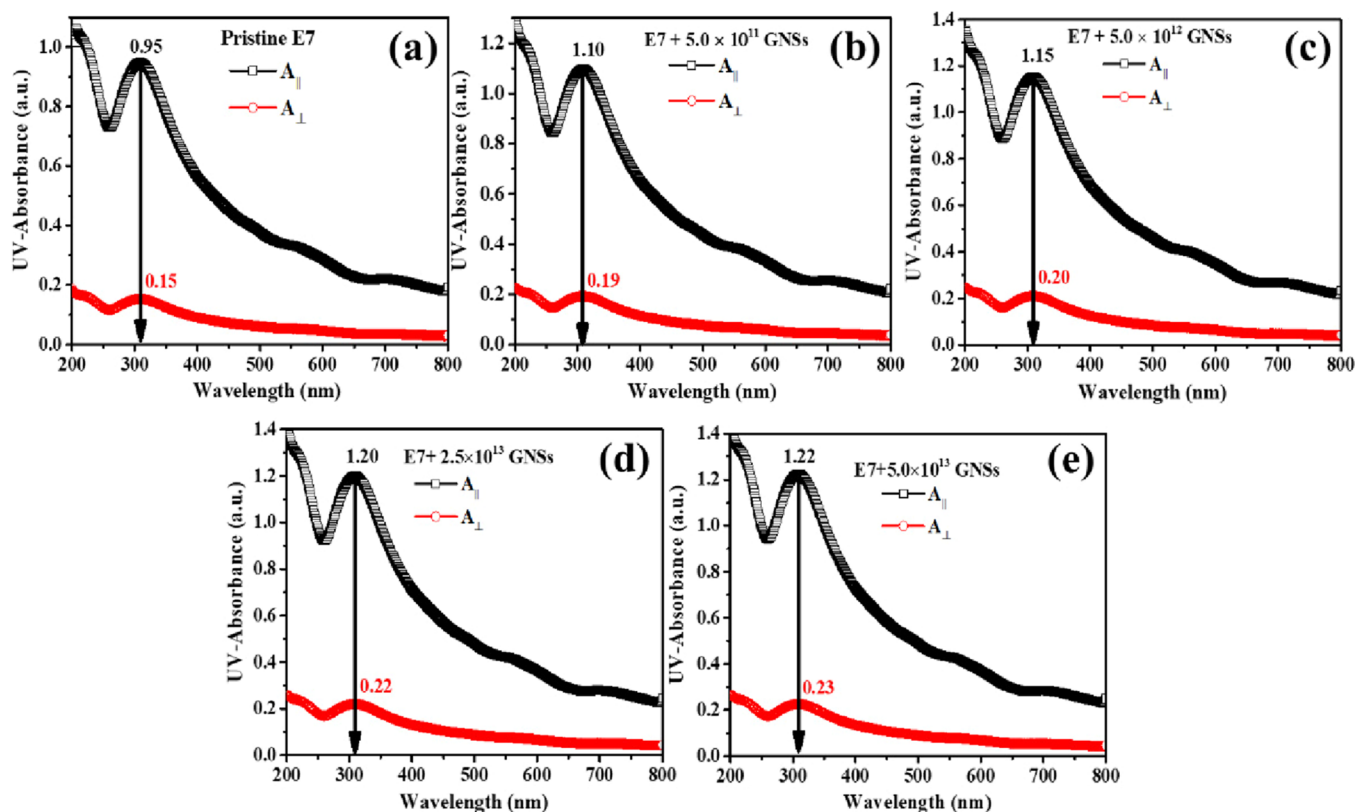 Pristine E7
(a)
0.95
A∥
A⊥
0.15
UV-Absorbance (a.u.)
1.0
0.8
0.6
0.4
0.2
0.0
200 300 400 500 600 700 800
Wavelength (nm)
E7 + 5.0 × 10¹¹ GNSs
(b)
1.10
A∥
A⊥
0.19
UV-Absorbance (a.u.)
1.2
1.0
0.8
0.6
0.4
0.2
0.0
200 300 400 500 600 700 800
Wavelength (nm)
E7 + 5.0 × 10¹² GNSs
(c)
1.15
A∥
A⊥
0.20
UV-Absorbance (a.u.)
1.4
1.2
1.0
0.8
0.6
0.4
0.2
0.0
200 300 400 500 600 700 800
Wavelength (nm)
E7+ 2.5×10¹³ GNSs
(d)
1.20
A∥
A⊥
0.22
UV-Absorbance (a.u.)
1.4
1.2
1.0
0.8
0.6
0.4
0.2
0.0
200 300 400 500 600 700 800
Wavelength (nm)
E7+5.0×10¹³ GNSs
(e)
1.22
A∥
A⊥
0.23
UV-Absorbance (a.u.)
1.4
1.2
1.0
0.8
0.6
0.4
0.2
0.0
200 300 400 500 600 700 800
Wavelength (nm)